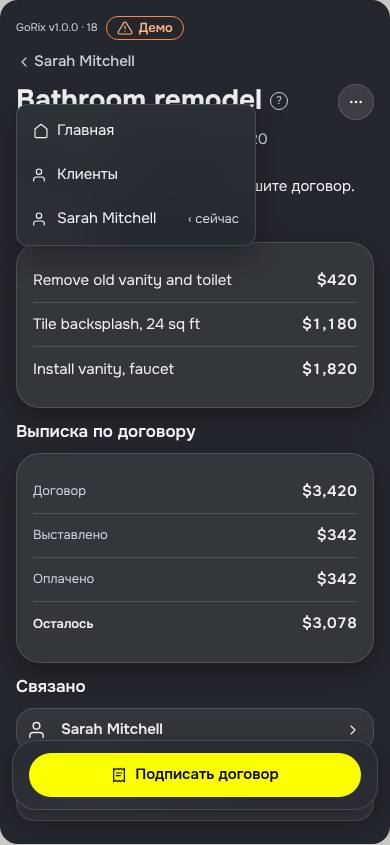 GoRix v1.0.0 · 18 Демо
‹ Sarah Mitchell
Bathroom remodel ?
20
Главная
шите договор.
Клиенты
Sarah Mitchell ‹ сейчас
Remove old vanity and toilet $420
Tile backsplash, 24 sq ft $1,180
Install vanity, faucet $1,820
Выписка по договору
Договор $3,420
Выставлено $342
Оплачено $342
Осталось $3,078
Связано
Sarah Mitchell
Подписать договор